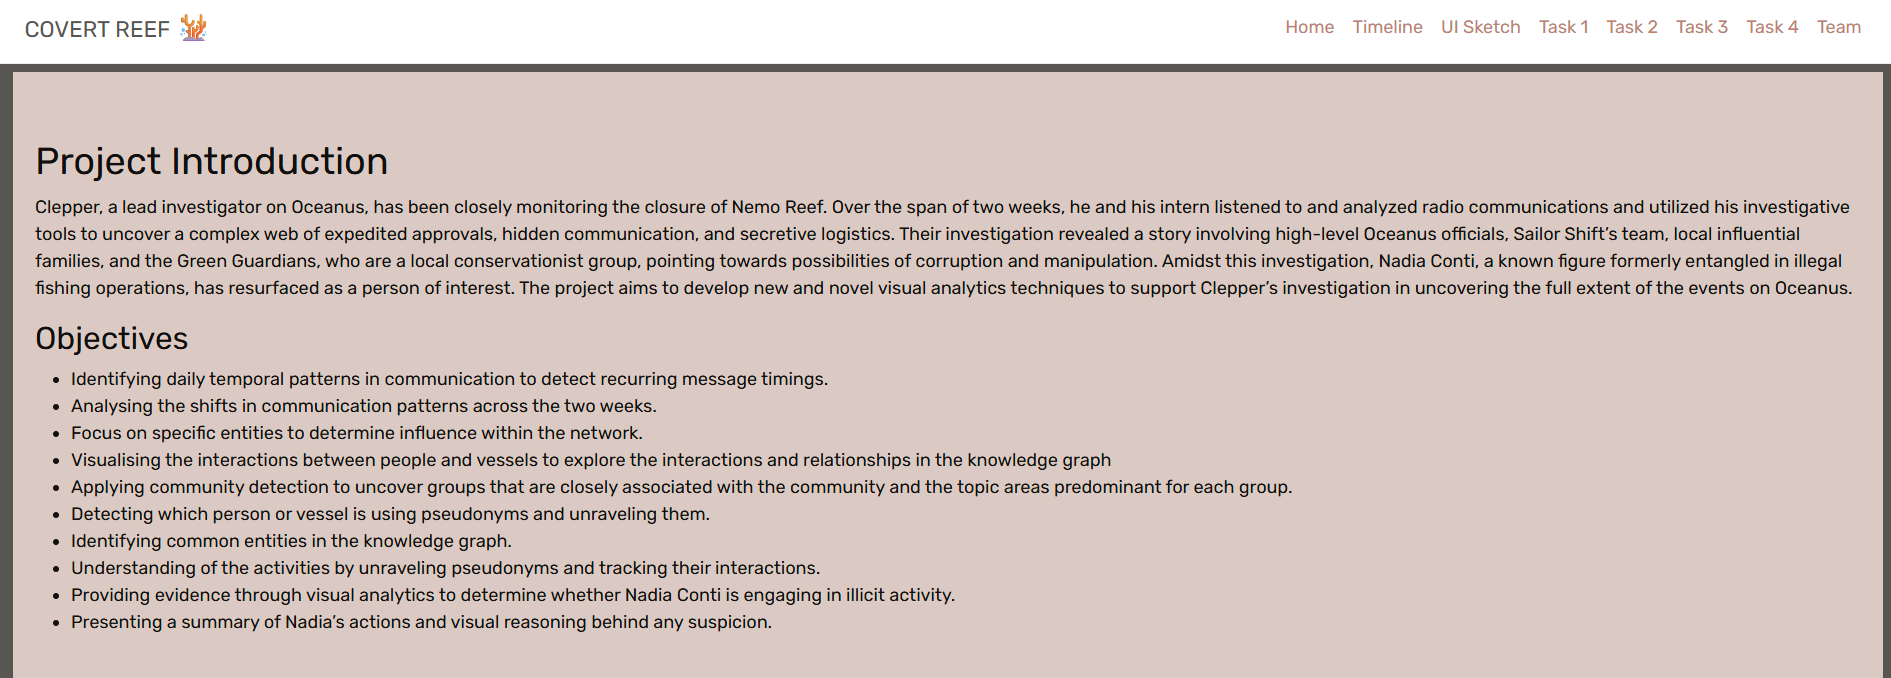 COVERT REEF
Home Timeline UI Sketch Task 1 Task 2 Task 3 Task 4 Team
Project Introduction
Clepper, a lead investigator on Oceanus, has been closely monitoring the closure of Nemo Reef. Over the span of two weeks, he and his intern listened to and analyzed radio communications and utilized his investigative
tools to uncover a complex web of expedited approvals, hidden communication, and secretive logistics. Their investigation revealed a story involving high-level Oceanus officials, Sailor Shift's team, local influential
families, and the Green Guardians, who are a local conservationist group, pointing towards possibilities of corruption and manipulation. Amidst this investigation, Nadia Conti, a known figure formerly entangled in illegal
fishing operations, has resurfaced as a person of interest. The project aims to develop new and novel visual analytics techniques to support Clepper's investigation in uncovering the full extent of the events on Oceanus.
Objectives
• Identifying daily temporal patterns in communication to detect recurring message timings.
• Analysing the shifts in communication patterns across the two weeks.
• Focus on specific entities to determine influence within the network.
• Visualising the interactions between people and vessels to explore the interactions and relationships in the knowledge graph
• Applying community detection to uncover groups that are closely associated with the community and the topic areas predominant for each group.
• Detecting which person or vessel is using pseudonyms and unraveling them.
• Identifying common entities in the knowledge graph.
• Understanding of the activities by unraveling pseudonyms and tracking their interactions.
• Providing evidence through visual analytics to determine whether Nadia Conti is engaging in illicit activity.
• Presenting a summary of Nadia's actions and visual reasoning behind any suspicion.